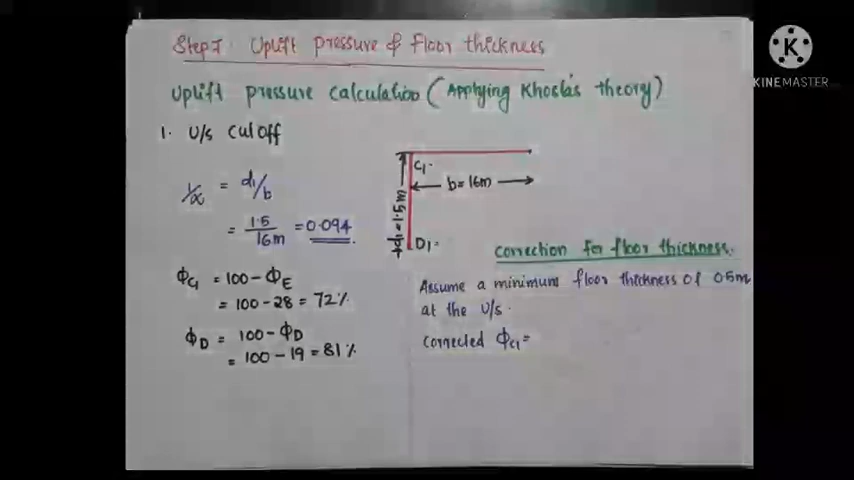 Step 7: Uplift pressure & floor thickness
Uplift pressure calculation (Applying Khosla's theory)
1. U/s Cutoff
1/α = d1/b
= 1.5/16m = 0.094
C1.
b=16m
d1=1.5m
D1=
ΦC1 = 100-ΦE
= 100-28 = 72%
ΦD = 100-ΦD
= 100-19 = 81%
correction for floor thickness.
Assume a minimum floor thickness of 05m
at the U/s.
corrected ΦC1=
K
KINEMASTER